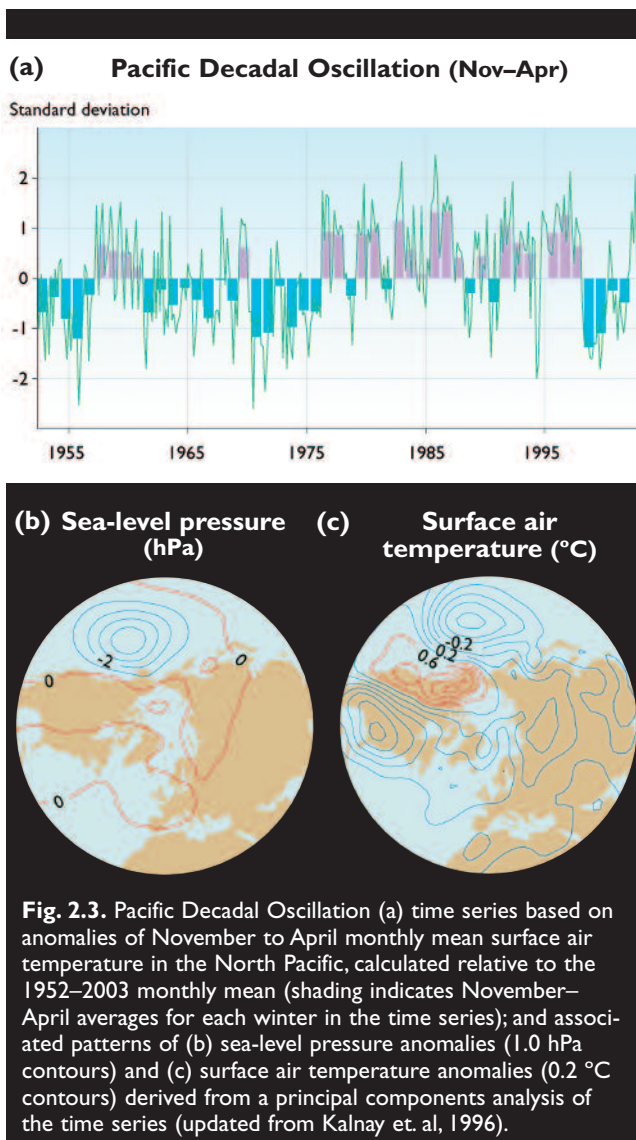 (a) Pacific Decadal Oscillation (Nov–Apr)
Standard deviation
2
1
0
-1
-2
1955 1965 1975 1985 1995
(b) Sea-level pressure
(hPa)
(c) Surface air
temperature (ºC)
-2
0
0
0
0.6
-0.2
Fig. 2.3. Pacific Decadal Oscillation (a) time series based on
anomalies of November to April monthly mean surface air
temperature in the North Pacific, calculated relative to the
1952–2003 monthly mean (shading indicates November–
April averages for each winter in the time series); and associ-
ated patterns of (b) sea-level pressure anomalies (1.0 hPa
contours) and (c) surface air temperature anomalies (0.2 ºC
contours) derived from a principal components analysis of
the time series (updated from Kalnay et. al, 1996).